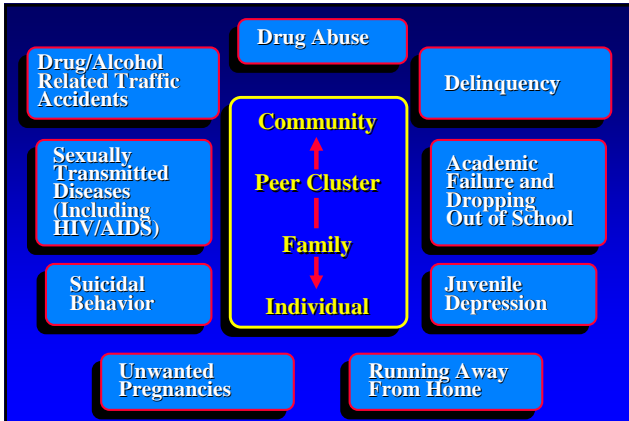 Drug Abuse
Drug/Alcohol
Related Traffic
Accidents
Delinquency
Community
Peer Cluster
Family
Individual
Sexually
Transmitted
Diseases
(Including
HIV/AIDS)
Academic
Failure and
Dropping
Out of School
Suicidal
Behavior
Juvenile
Depression
Unwanted
Pregnancies
Running Away
From Home